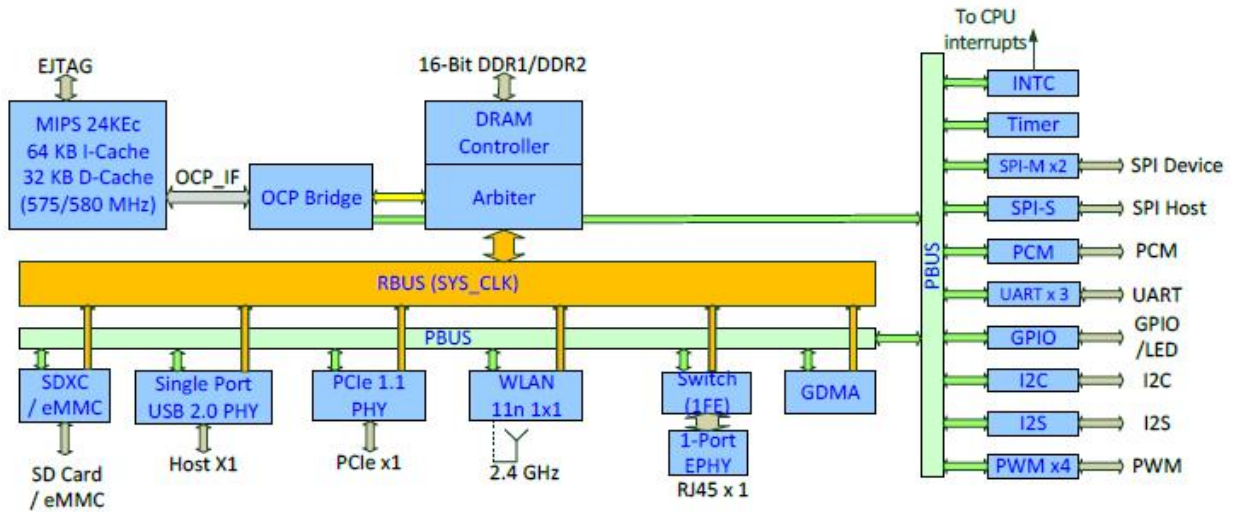 To CPU
interrupts
EJTAG
16-Bit DDR1/DDR2
MIPS 24KEc
64 KB I-Cache
32 KB D-Cache
(575/580 MHz)
OCP_IF
OCP Bridge
DRAM
Controller
Arbiter
RBUS (SYS_CLK)
PBUS
SDXC
/ eMMC
Single Port
USB 2.0 PHY
PCIe 1.1
PHY
WLAN
11n 1x1
Switch
(1FE)
GDMA
1-Port
EPHY
SD Card
/ eMMC
Host X1
PCIe x1
2.4 GHz
RJ45 x 1
PBUS
INTC
Timer
SPI-M x2
SPI Device
SPI-S
SPI Host
PCM
PCM
UART x 3
UART
GPIO
GPIO
/LED
I2C
I2C
I2S
I2S
PWM x4
PWM